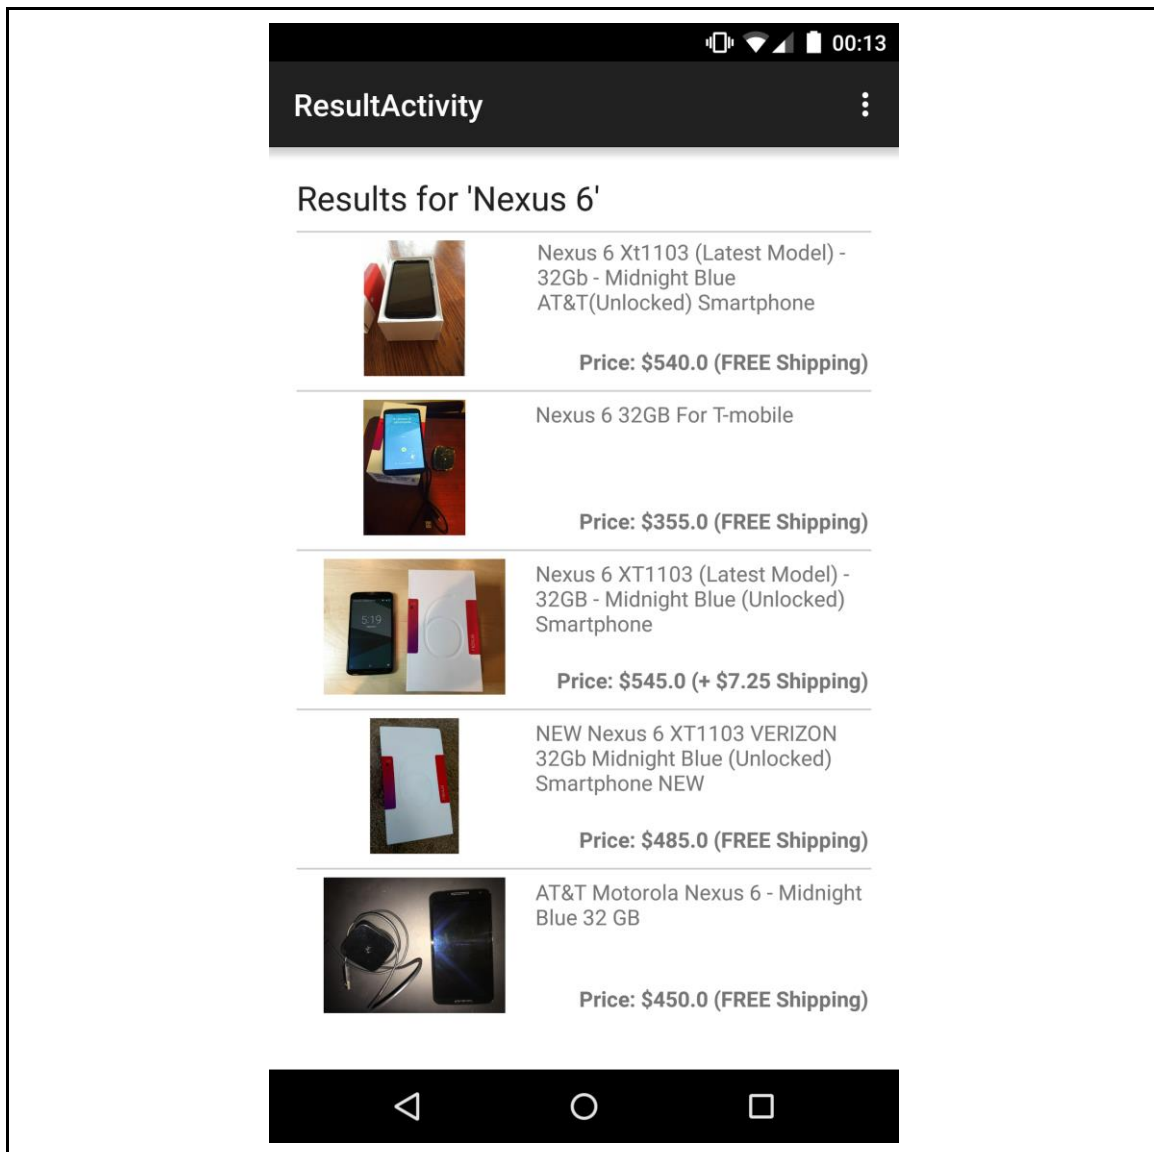 00:13
ResultActivity
Results for 'Nexus 6'
Nexus 6 Xt1103 (Latest Model) -
32Gb - Midnight Blue
AT&T(Unlocked) Smartphone
Price: $540.0 (FREE Shipping)
Nexus 6 32GB For T-mobile
Price: $355.0 (FREE Shipping)
5:19
Nexus 6 XT1103 (Latest Model) -
32GB - Midnight Blue (Unlocked)
Smartphone
Price: $545.0 (+ $7.25 Shipping)
NEW Nexus 6 XT1103 VERIZON
32Gb Midnight Blue (Unlocked)
Smartphone NEW
Price: $485.0 (FREE Shipping)
AT&T Motorola Nexus 6 - Midnight
Blue 32 GB
Price: $450.0 (FREE Shipping)